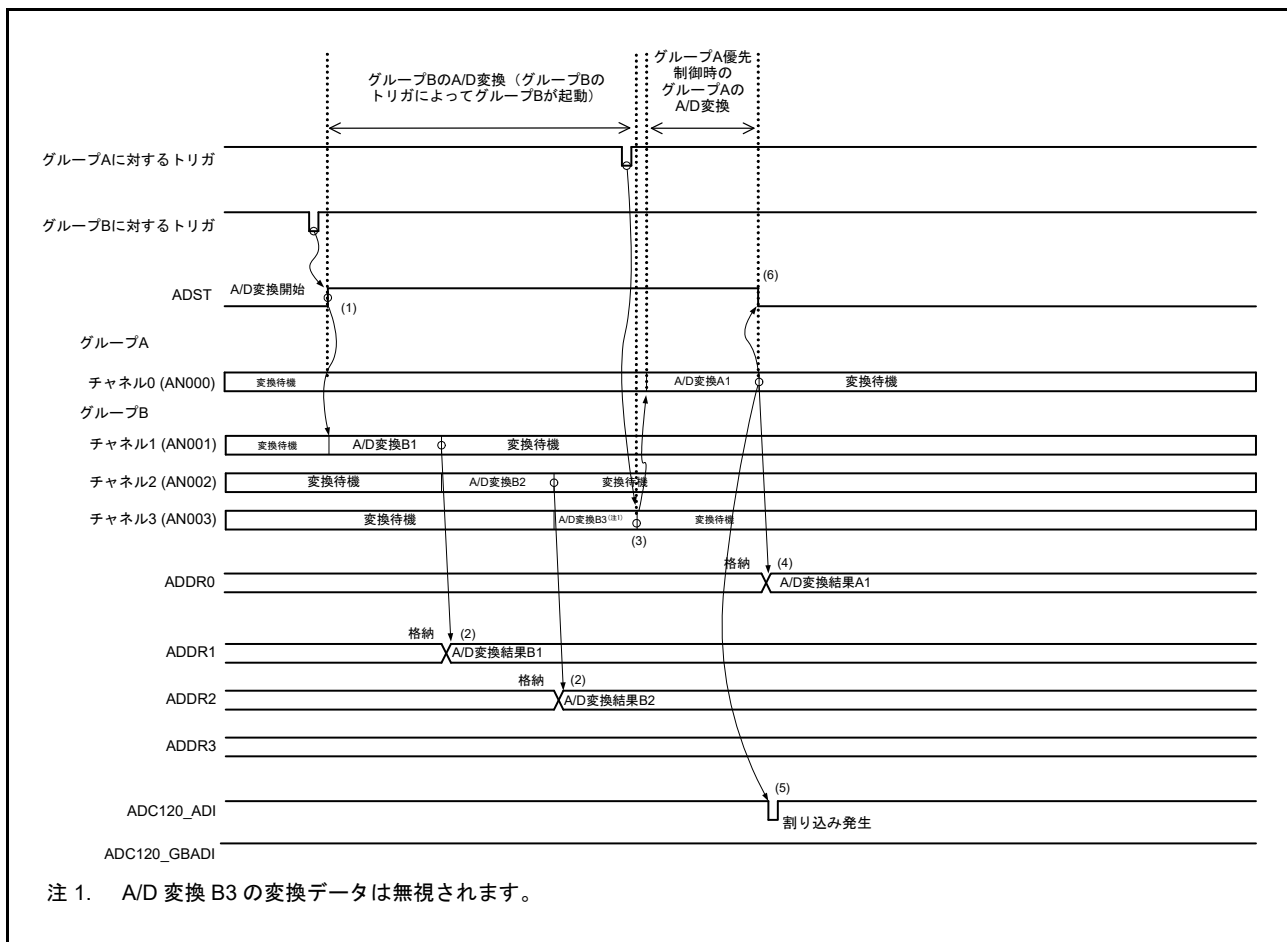 グループBのA/D変換（グループBの
トリガによってグループBが起動）
グループA優先
制御時の
グループAの
A/D変換
グループAに対するトリガ
グループBに対するトリガ
ADST
A/D変換開始
(1)
(6)
グループA
チャネル0 (AN000)
変換待機
A/D変換A1
変換待機
グループB
チャネル1 (AN001)
変換待機
A/D変換B1
変換待機
チャネル2 (AN002)
変換待機
A/D変換B2
変換待機
チャネル3 (AN003)
変換待機
A/D変換B3(注1)
変換待機
(3)
ADDR0
格納
(4)
A/D変換結果A1
ADDR1
格納
(2)
A/D変換結果B1
ADDR2
格納
(2)
A/D変換結果B2
ADDR3
ADC120_ADI
(5)
割り込み発生
ADC120_GBADI
注 1. A/D 変換 B3 の変換データは無視されます。